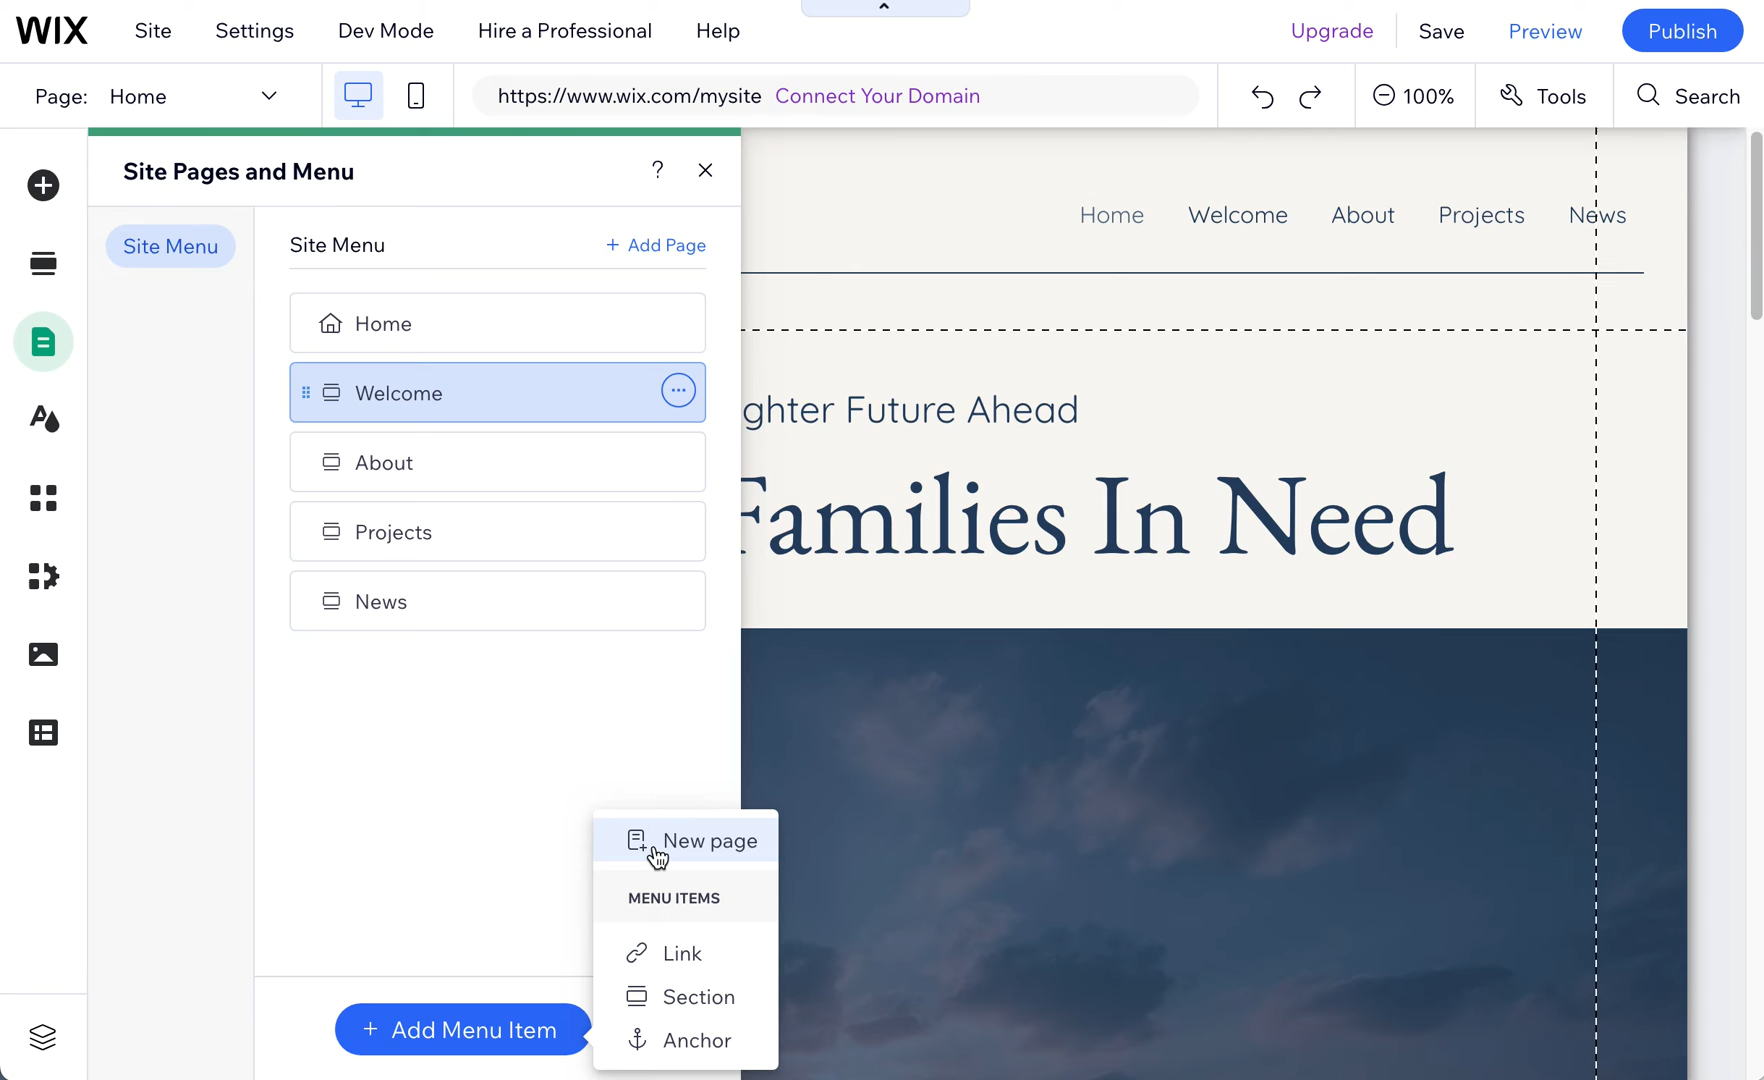 WIX Site Settings Dev Mode Hire a Professional Help Upgrade Save Preview Publish
Page: Home https://www.wix.com/mysite Connect Your Domain 100% Tools Search
Site Pages and Menu ?
Site Menu
Site Menu + Add Page
Home
Welcome
About
Projects
News
Home Welcome About Projects News
ghter Future Ahead
Families In Need
New page
MENU ITEMS
Link
Section
Anchor
+ Add Menu Item